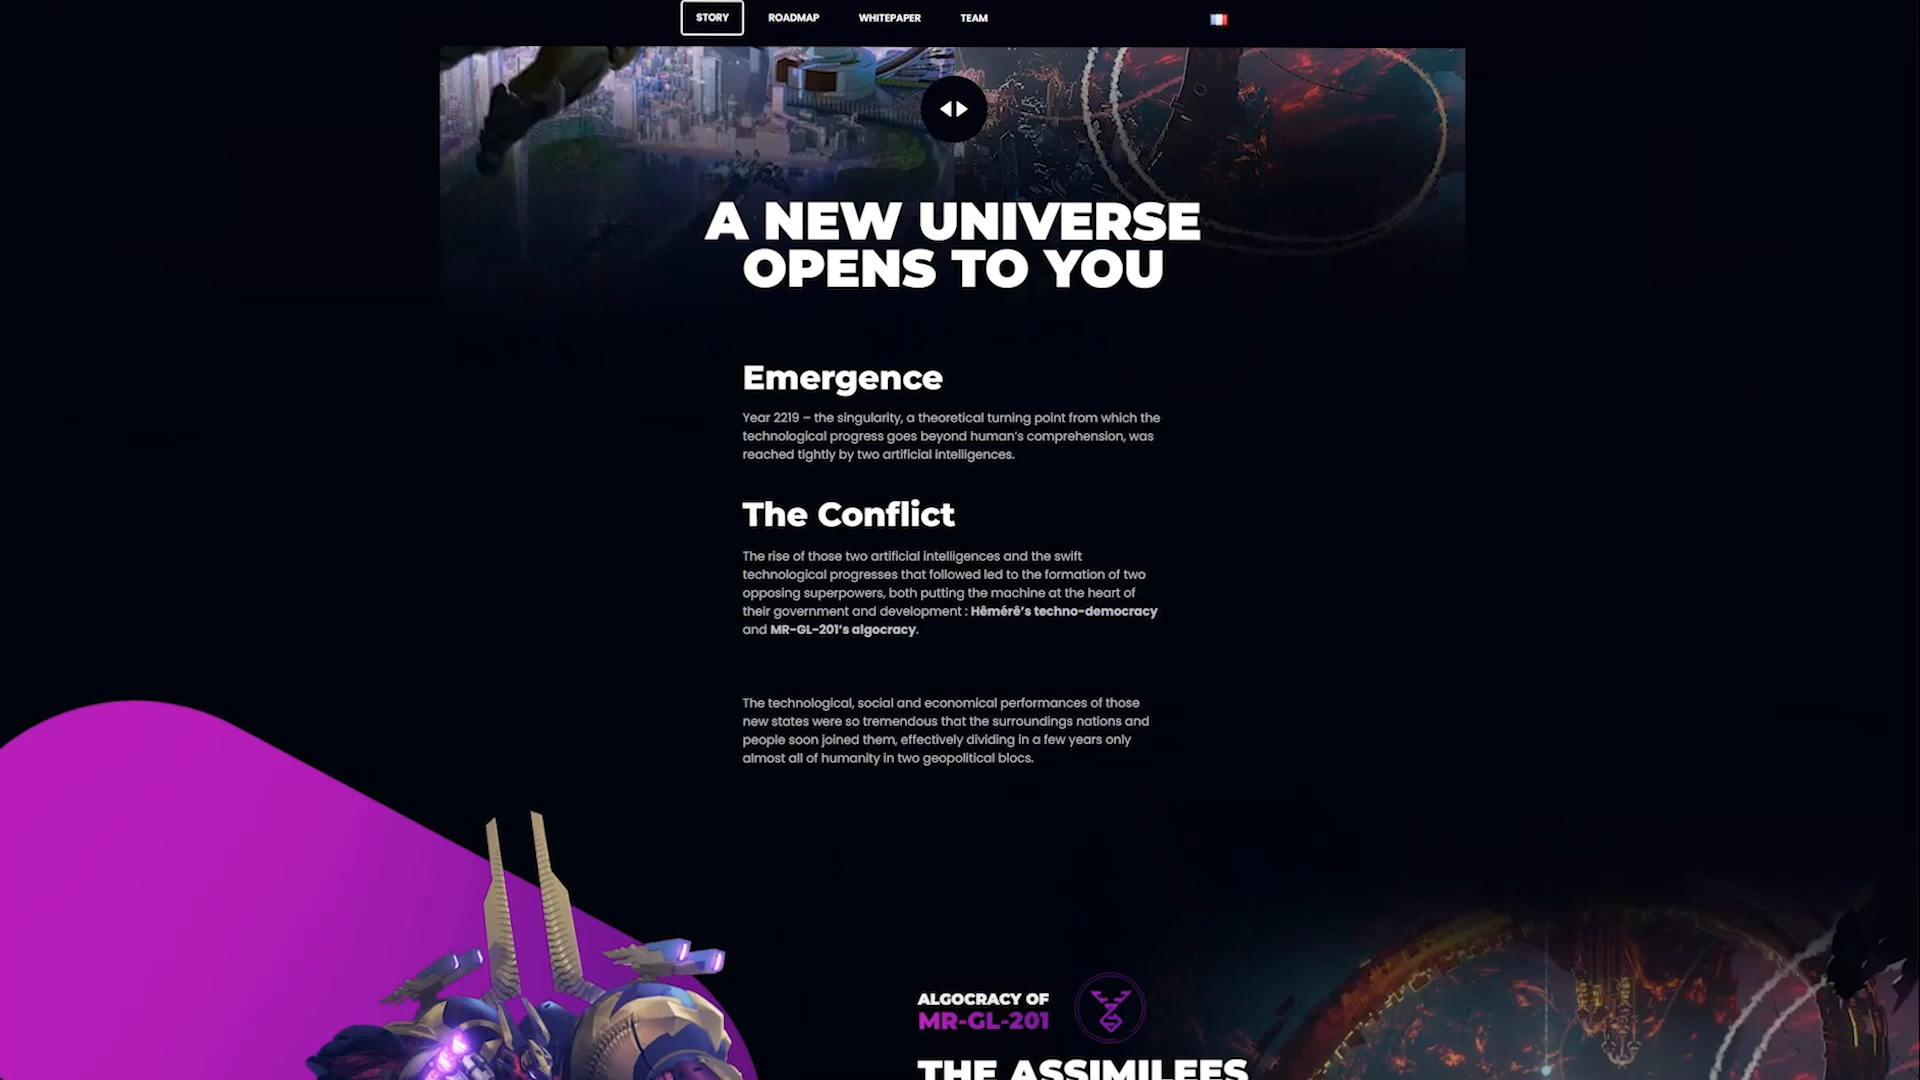 STORY ROADMAP WHITEPAPER TEAM
A NEW UNIVERSE
OPENS TO YOU
Emergence
Year 2219 – the singularity, a theoretical turning point from which the
technological progress goes beyond human's comprehension, was
reached tightly by two artificial intelligences.
The Conflict
The rise of those two artificial intelligences and the swift
technological progresses that followed led to the formation of two
opposing superpowers, both putting the machine at the heart of
their government and development : Hêméré's techno-democracy
and MR-GL-201's algocracy.
The technological, social and economical performances of those
new states were so tremendous that the surroundings nations and
people soon joined them, effectively dividing in a few years only
almost all of humanity in two geopolitical blocs.
ALGOCRACY OF
MR-GL-201
THE ASSIMILEES